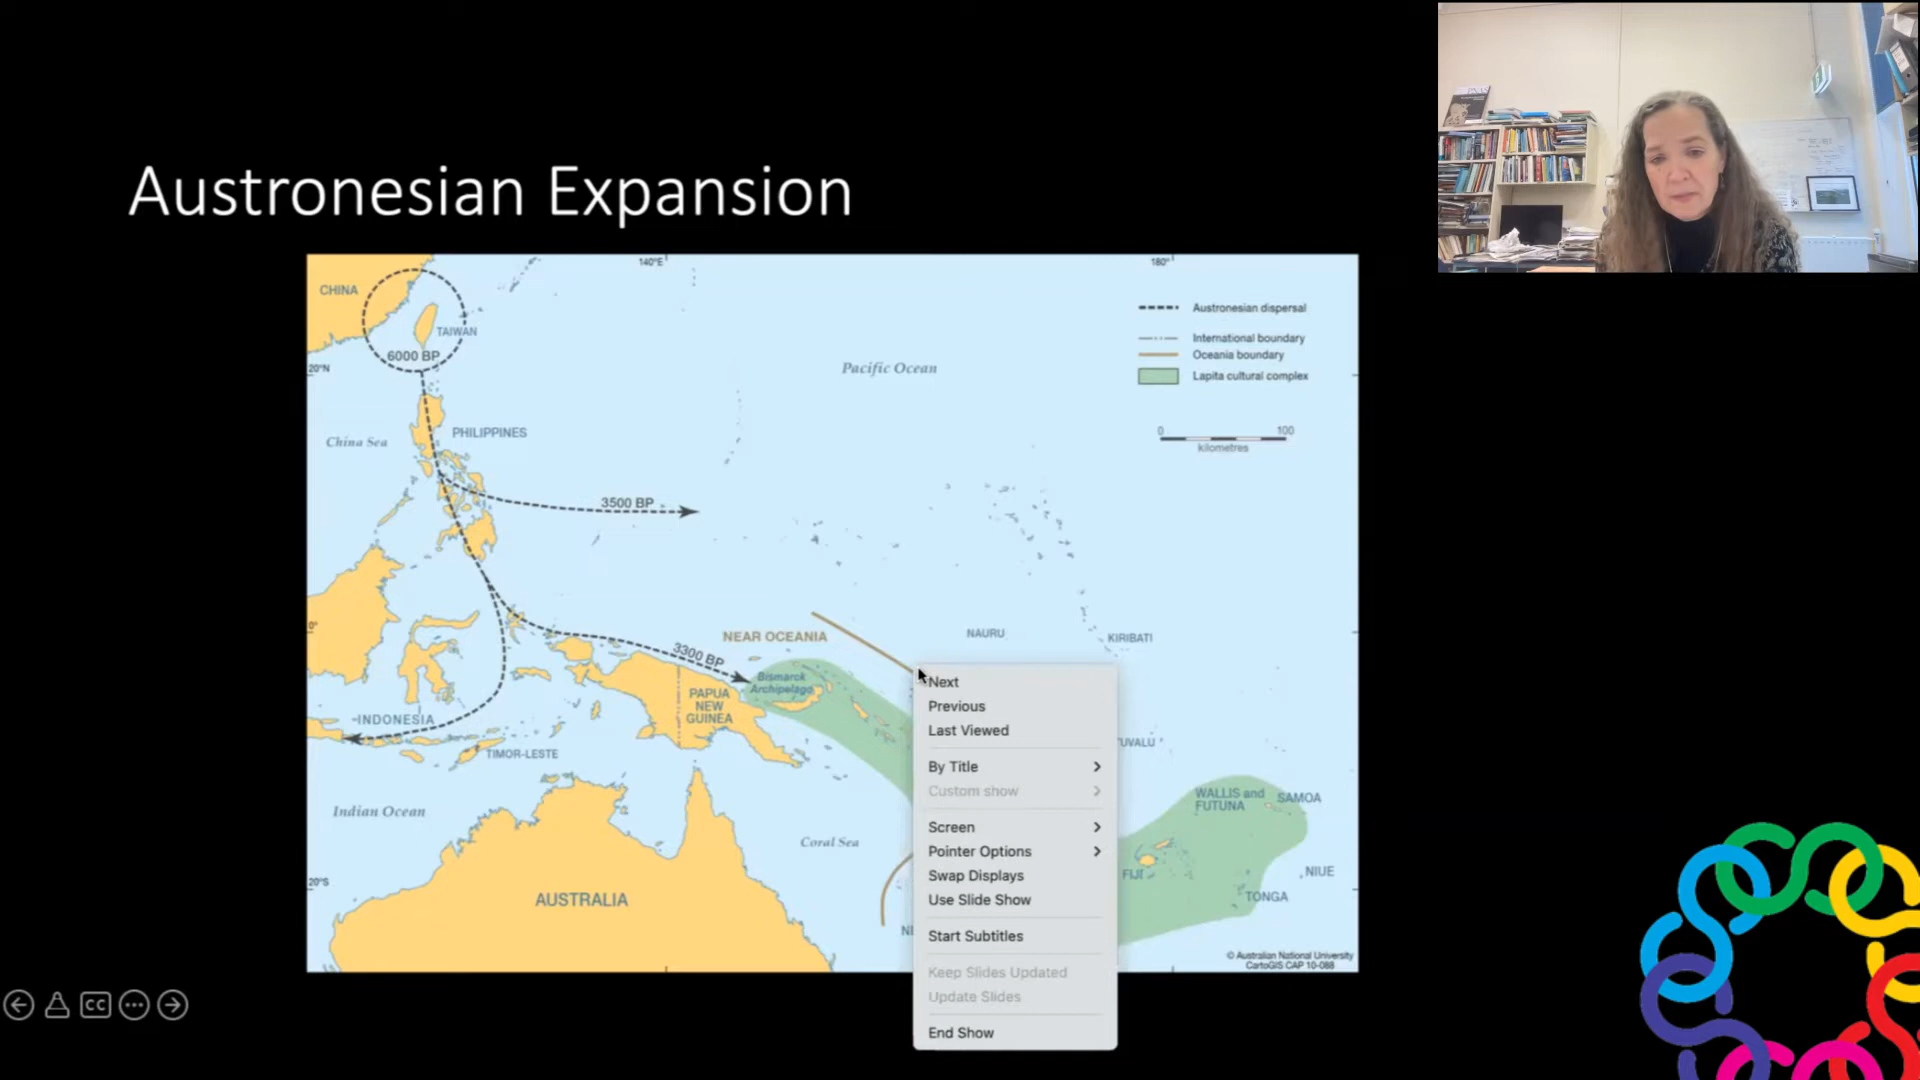 Austronesian Expansion
140°E
180°
CHINA
TAIWAN
6000 BP
20°N
Pacific Ocean
Austronesian dispersal
International boundary
Oceania boundary
Lapita cultural complex
0 100
kilometres
China Sea
PHILIPPINES
3500 BP
0°
NEAR OCEANIA
NAURU
KIRIBATI
3300 BP
Bismarck
Archipelago
PAPUA
NEW
GUINEA
INDONESIA
TIMOR-LESTE
TUVALU
Indian Ocean
Coral Sea
WALLIS and
FUTUNA
SAMOA
FIJI
NIUE
TONGA
20°S
AUSTRALIA
© Australian National University
CartoGIS CAP 10-088
Next
Previous
Last Viewed
By Title
Custom show
Screen
Pointer Options
Swap Displays
Use Slide Show
Start Subtitles
Keep Slides Updated
Update Slides
End Show
CC